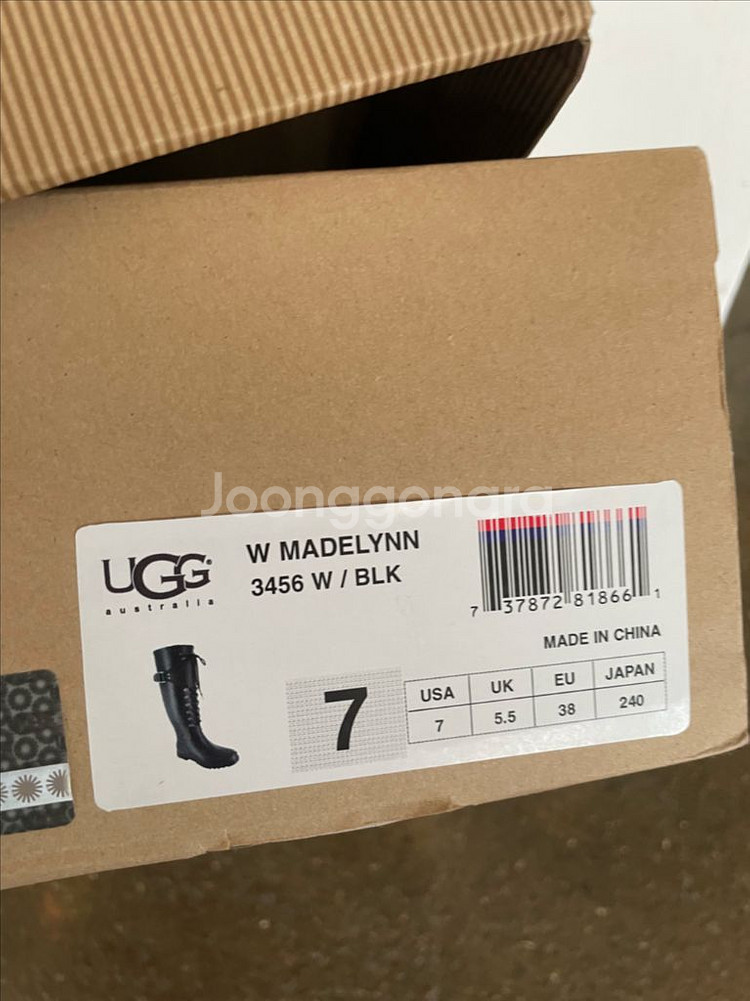 Joonggonara
UGG®
australia
W MADELYNN
3456 W / BLK
7 37872 81866 1
MADE IN CHINA
7
USA UK EU JAPAN
7 5.5 38 240